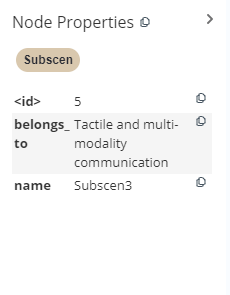 Node Properties
Subscen
<id> 5
belongs_ Tactile and multi-
to modality
communication
name Subscen3